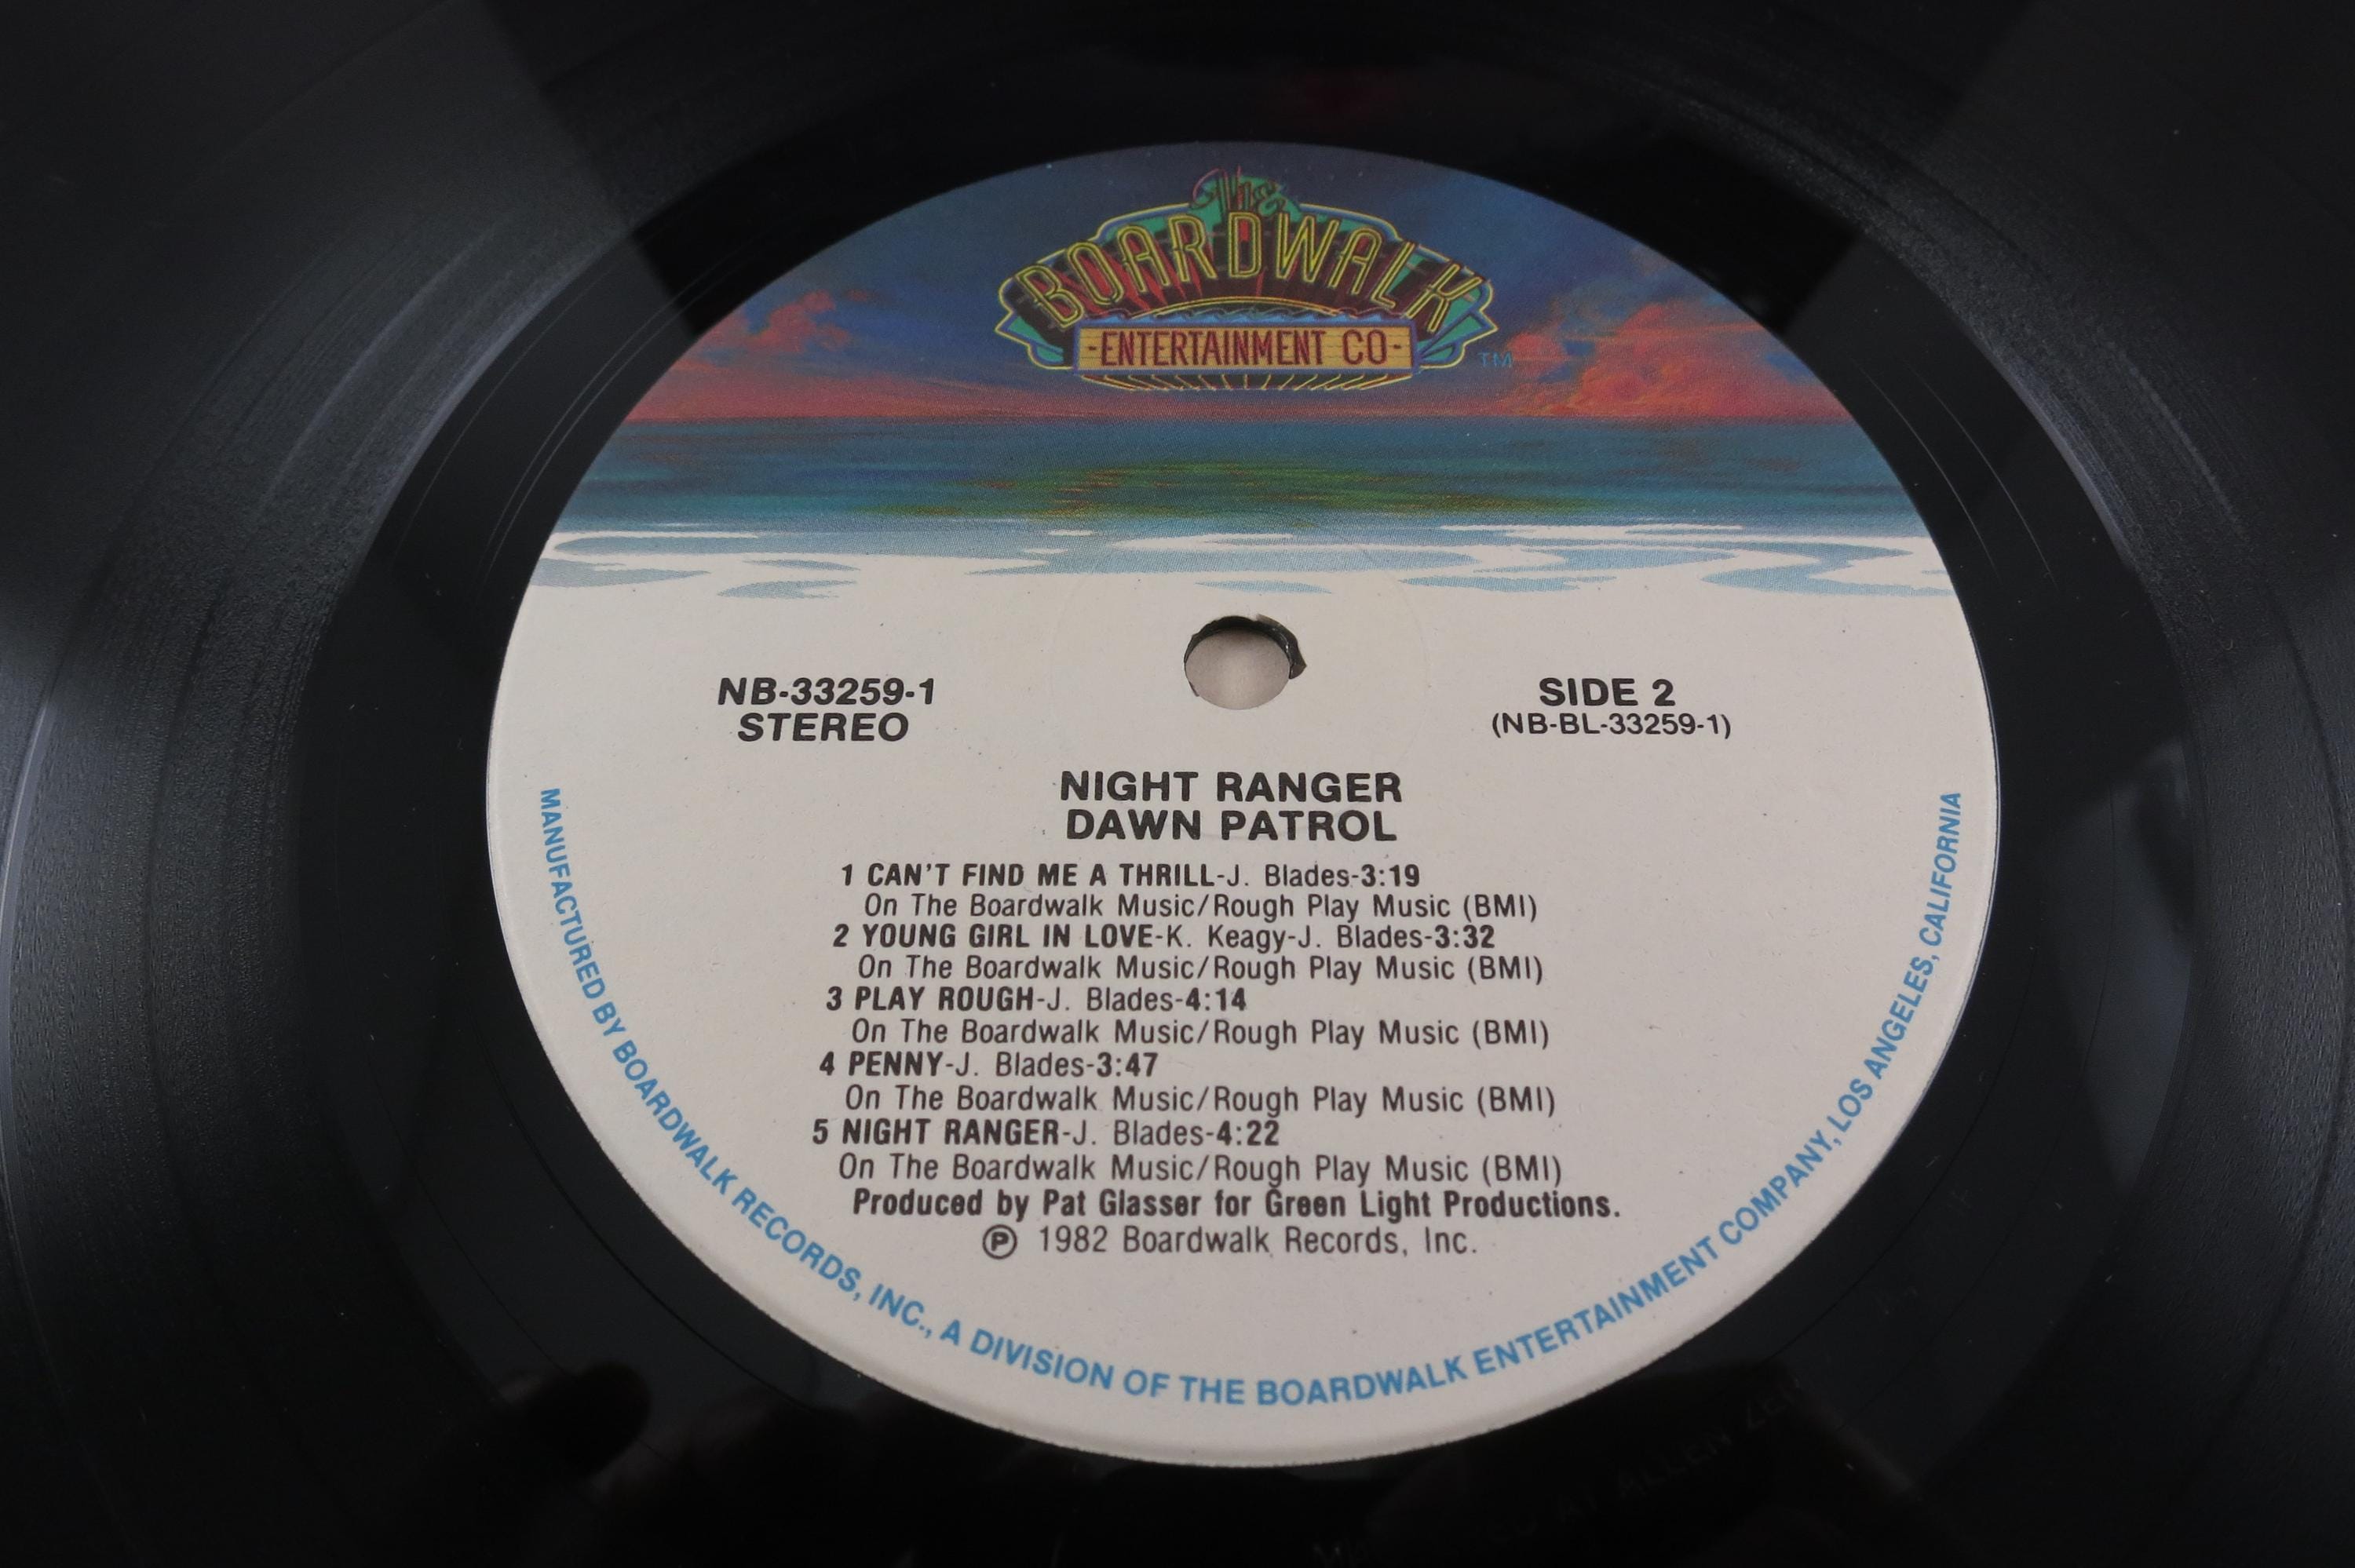 The
BOARDWALK
-ENTERTAINMENT CO-
TM
NB-33259-1
STEREO
SIDE 2
(NB-BL-33259-1)
NIGHT RANGER
DAWN PATROL
1 CAN'T FIND ME A THRILL-J. Blades-3:19
On The Boardwalk Music/Rough Play Music (BMI)
2 YOUNG GIRL IN LOVE-K. Keagy-J. Blades-3:32
On The Boardwalk Music/Rough Play Music (BMI)
3 PLAY ROUGH-J. Blades-4:14
On The Boardwalk Music/Rough Play Music (BMI)
4 PENNY-J. Blades-3:47
On The Boardwalk Music/Rough Play Music (BMI)
5 NIGHT RANGER-J. Blades-4:22
On The Boardwalk Music/Rough Play Music (BMI)
Produced by Pat Glasser for Green Light Productions.
Ⓟ 1982 Boardwalk Records, Inc.
MANUFACTURED BY BOARDWALK RECORDS, INC., A DIVISION OF THE BOARDWALK ENTERTAINMENT COMPANY, LOS ANGELES, CALIFORNIA
AT ALLEN